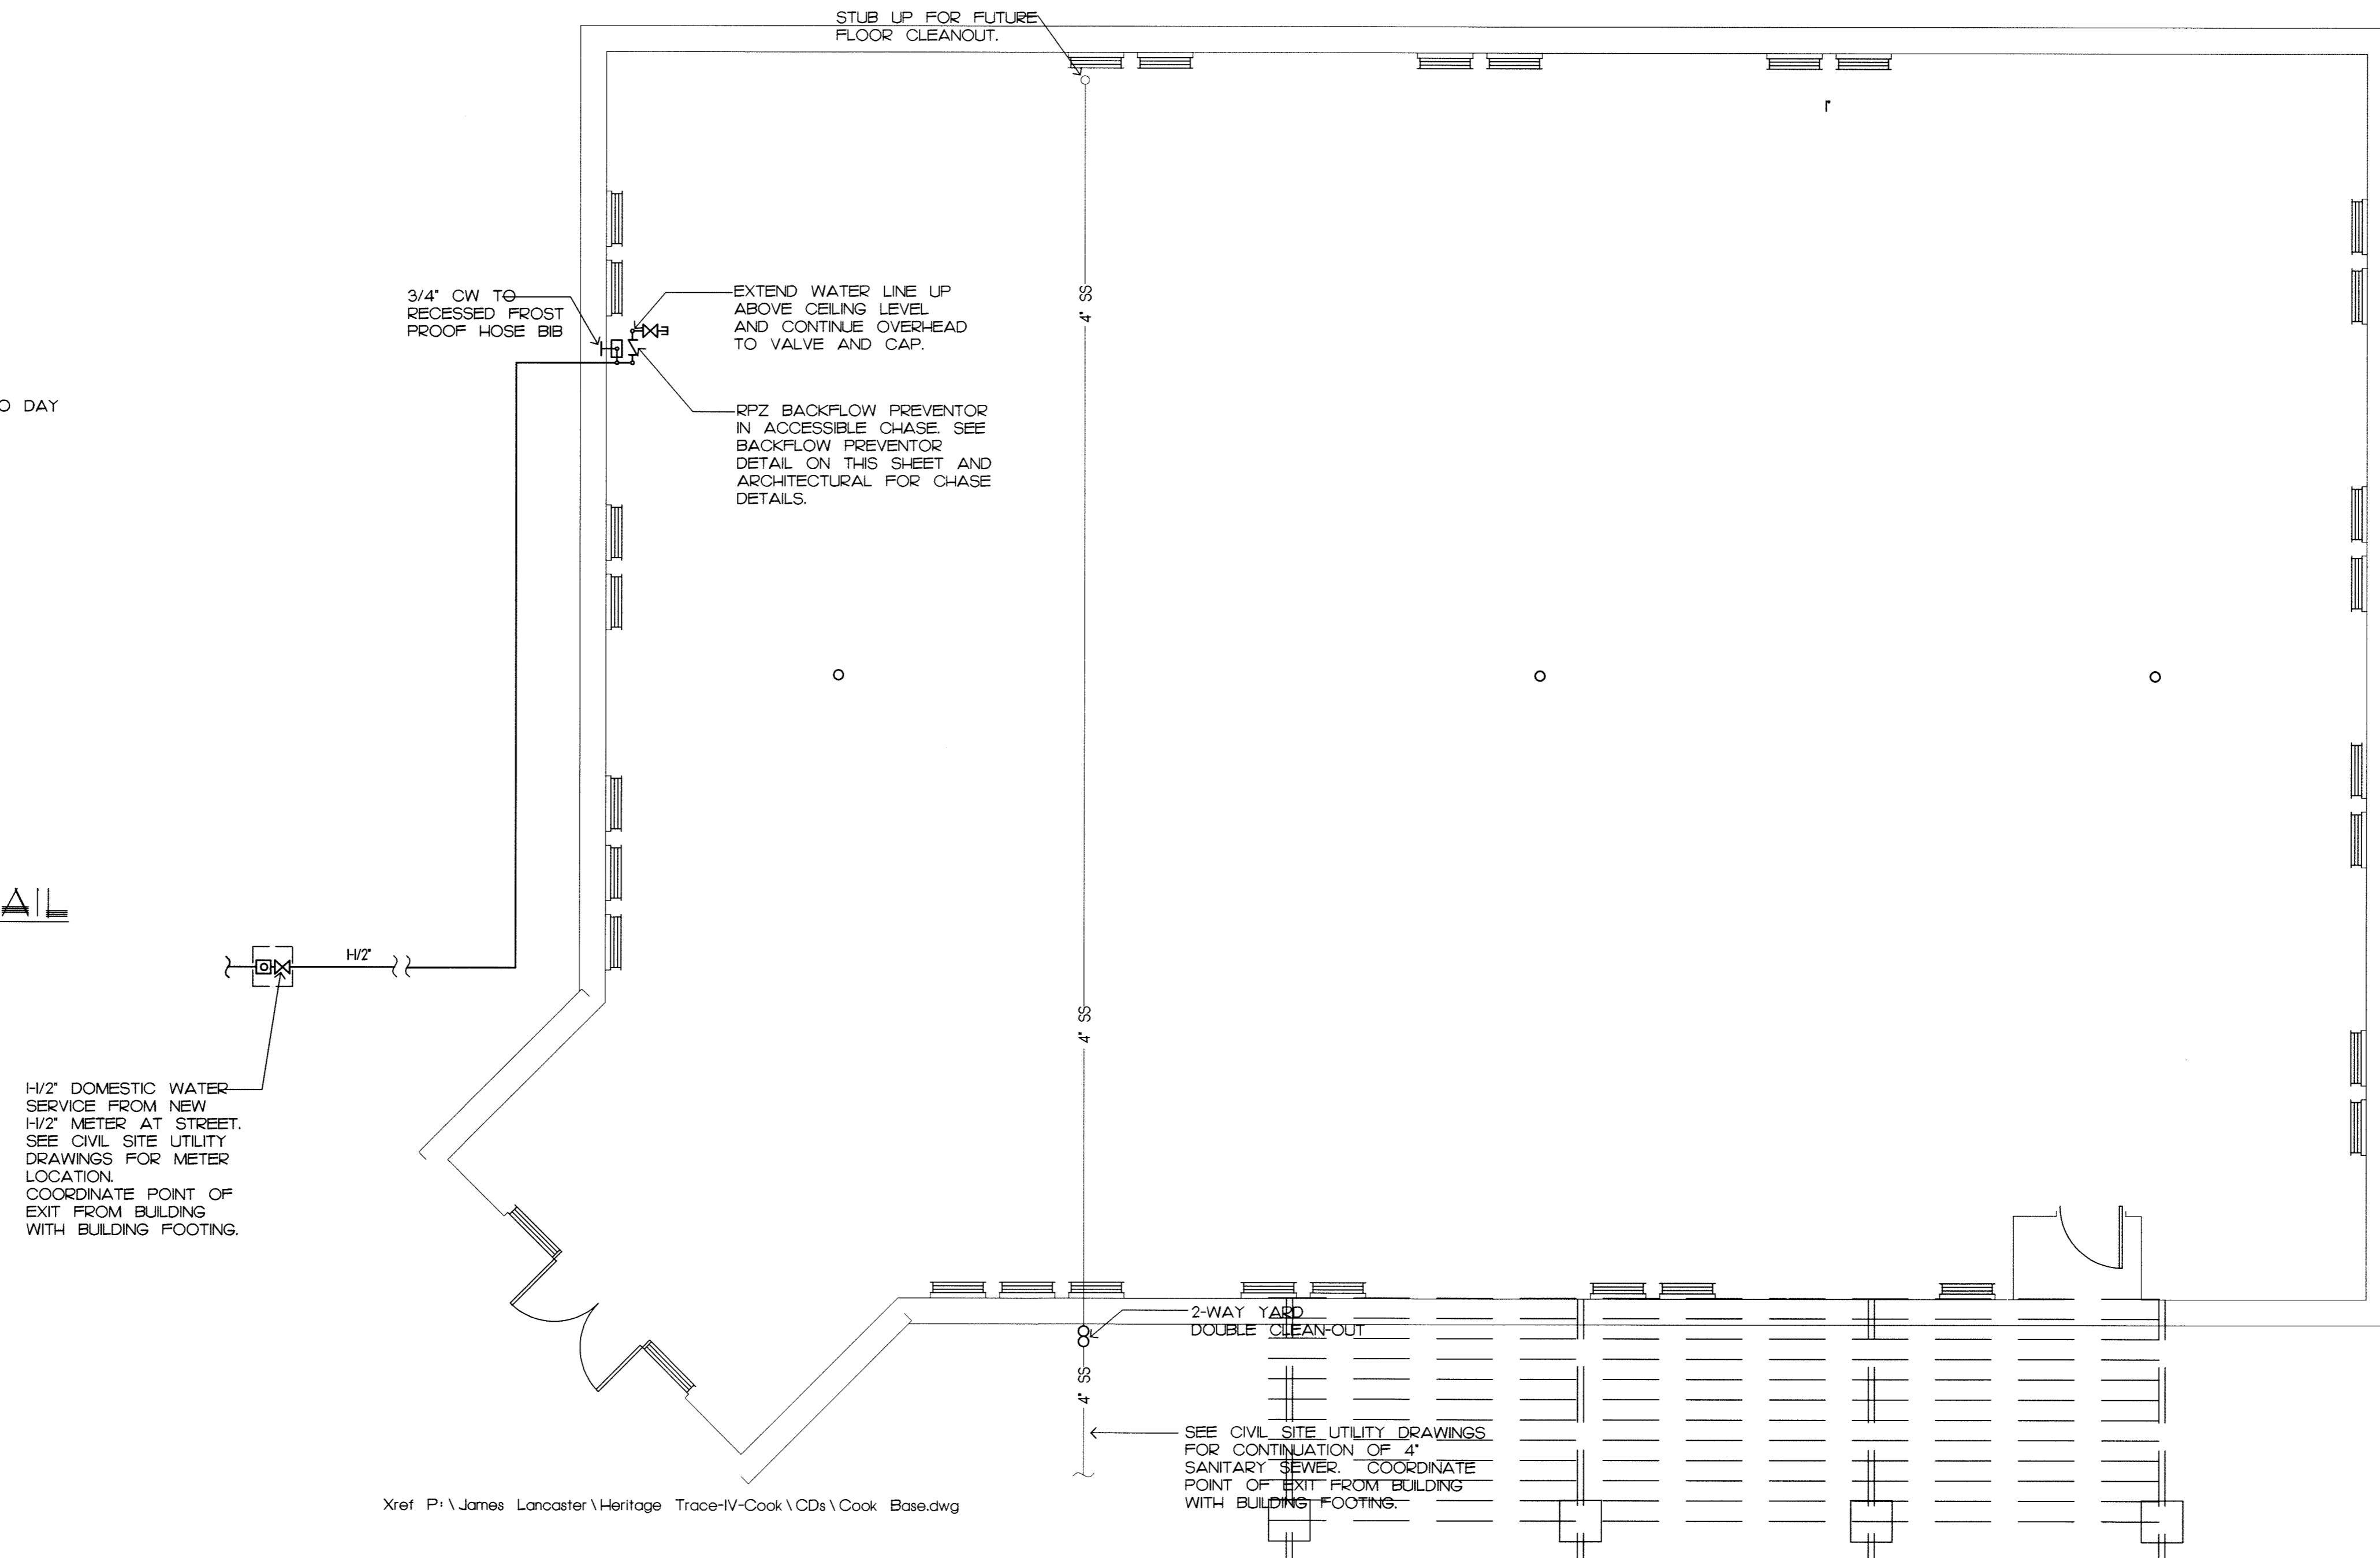 STUB UP FOR FUTURE
FLOOR CLEANOUT.
3/4" CW TO
RECESSED FROST
PROOF HOSE BIB
EXTEND WATER LINE UP
ABOVE CEILING LEVEL
AND CONTINUE OVERHEAD
TO VALVE AND CAP.
4" SS
RPZ BACKFLOW PREVENTOR
IN ACCESSIBLE CHASE. SEE
BACKFLOW PREVENTOR
DETAIL ON THIS SHEET AND
ARCHITECTURAL FOR CHASE
DETAILS.
O DAY
AIL
1-1/2"
4" SS
1-1/2" DOMESTIC WATER
SERVICE FROM NEW
1-1/2" METER AT STREET.
SEE CIVIL SITE UTILITY
DRAWINGS FOR METER
LOCATION.
COORDINATE POINT OF
EXIT FROM BUILDING
WITH BUILDING FOOTING.
2-WAY YARD
DOUBLE CLEAN-OUT
4" SS
SEE CIVIL SITE UTILITY DRAWINGS
FOR CONTINUATION OF 4"
SANITARY SEWER. COORDINATE
POINT OF EXIT FROM BUILDING
WITH BUILDING FOOTING.
Xref P:\James Lancaster\Heritage Trace-IV-Cook\CDs\Cook Base.dwg